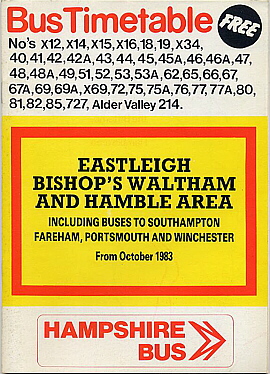 Bus Timetable
FREE
No's X12, X14, X15, X16, 18, 19, X34,
40, 41, 42, 42A, 43, 44, 45, 45A, 46, 46A, 47,
48, 48A, 49, 51, 52, 53, 53A, 62, 65, 66, 67,
67A, 69, 69A, X69, 72, 75, 75A, 76, 77, 77A, 80,
81, 82, 85, 727, Alder Valley 214.
EASTLEIGH
BISHOP'S WALTHAM
AND HAMBLE AREA
INCLUDING BUSES TO SOUTHAMPTON
FAREHAM, PORTSMOUTH AND WINCHESTER
From October 1983
HAMPSHIRE
BUS